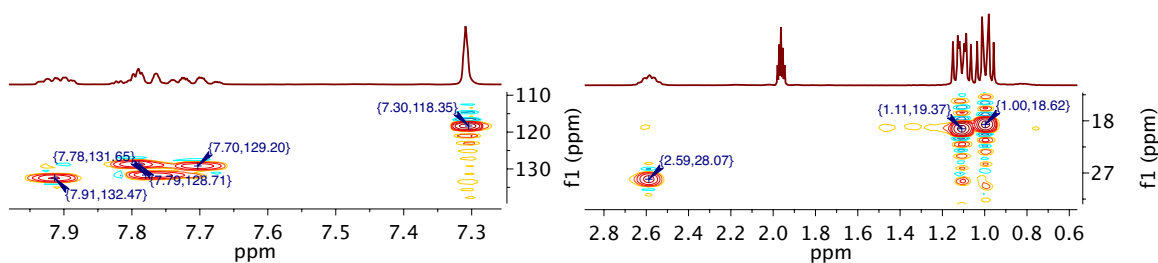 110
{7.30,118.35}
120
{7.78,131.65}
{7.70,129.20}
{7.79,128.71}
130
{7.91,132.47}
f1 (ppm)
7.9 7.8 7.7 7.6 7.5 7.4 7.3
ppm
{1.11,19.37}
{1.00,18.62}
18
{2.59,28.07}
27
f1 (ppm)
2.8 2.6 2.4 2.2 2.0 1.8 1.6 1.4 1.2 1.0 0.8 0.6
ppm